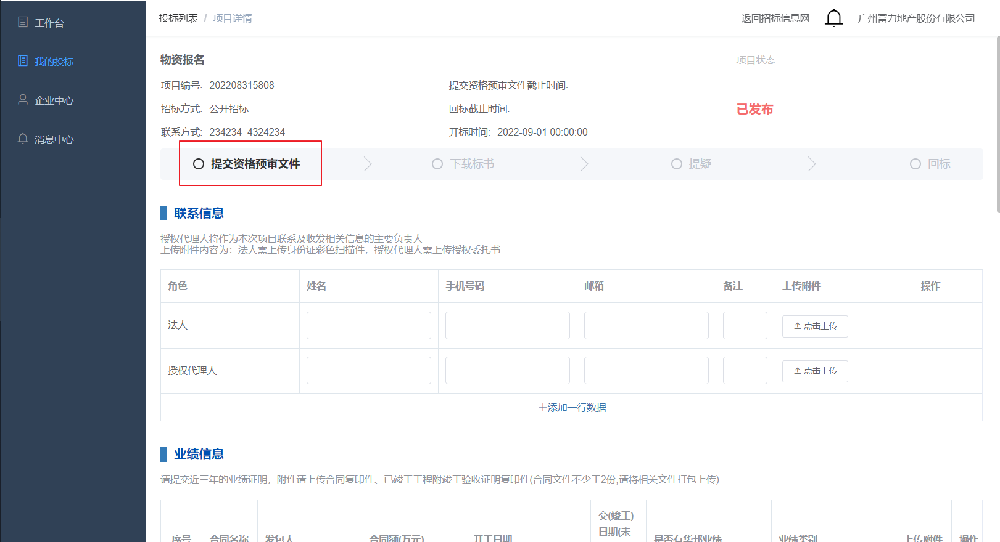 工作台
我的投标
企业中心
消息中心
投标列表 / 项目详情
返回招标信息网
广州富力地产股份有限公司
物资报名
项目状态
项目编号: 202208315808
提交资格预审文件截止时间:
招标方式: 公开招标
回标截止时间:
已发布
联系方式: 234234 4324234
开标时间: 2022-09-01 00:00:00
提交资格预审文件
下载标书
提疑
回标
联系信息
授权代理人将作为本次项目联系及收发相关信息的主要负责人
上传附件内容为：法人需上传身份证彩色扫描件，授权代理人需上传授权委托书
角色 姓名 手机号码 邮箱 备注 上传附件 操作
法人 点击上传
授权代理人 点击上传
+添加一行数据
业绩信息
请提交近三年的业绩证明，附件请上传合同复印件、已竣工工程附竣工验收证明复印件(合同文件不少于2份,请将相关文件打包上传)
交(竣工)
日期(未
序号 合同名称 发包人 合同额(万元) 开工日期 是否有华邦业绩 业绩类别 上传附件 操作